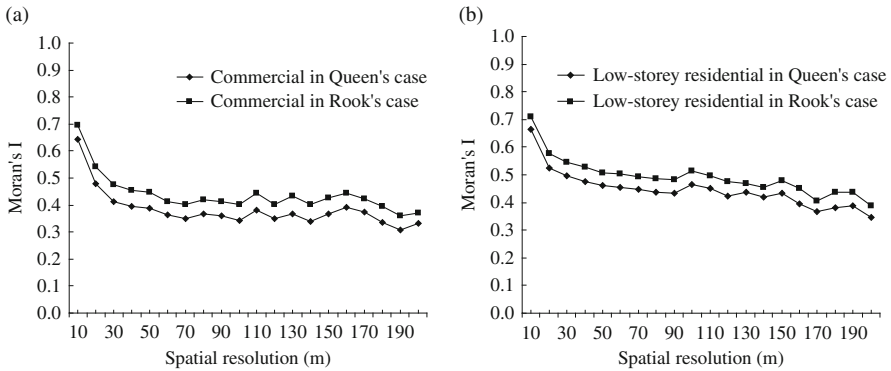 (a)
Moran's I
1.0
0.9
0.8
0.7
0.6
0.5
0.4
0.3
0.2
0.1
0.0
Commercial in Queen's case
Commercial in Rook's case
10 30 50 70 90 110 130 150 170 190
Spatial resolution (m)
(b)
Moran's I
1.0
0.9
0.8
0.7
0.6
0.5
0.4
0.3
0.2
0.1
0.0
Low-storey residential in Queen's case
Low-storey residential in Rook's case
10 30 50 70 90 110 130 150 170 190
Spatial resolution (m)